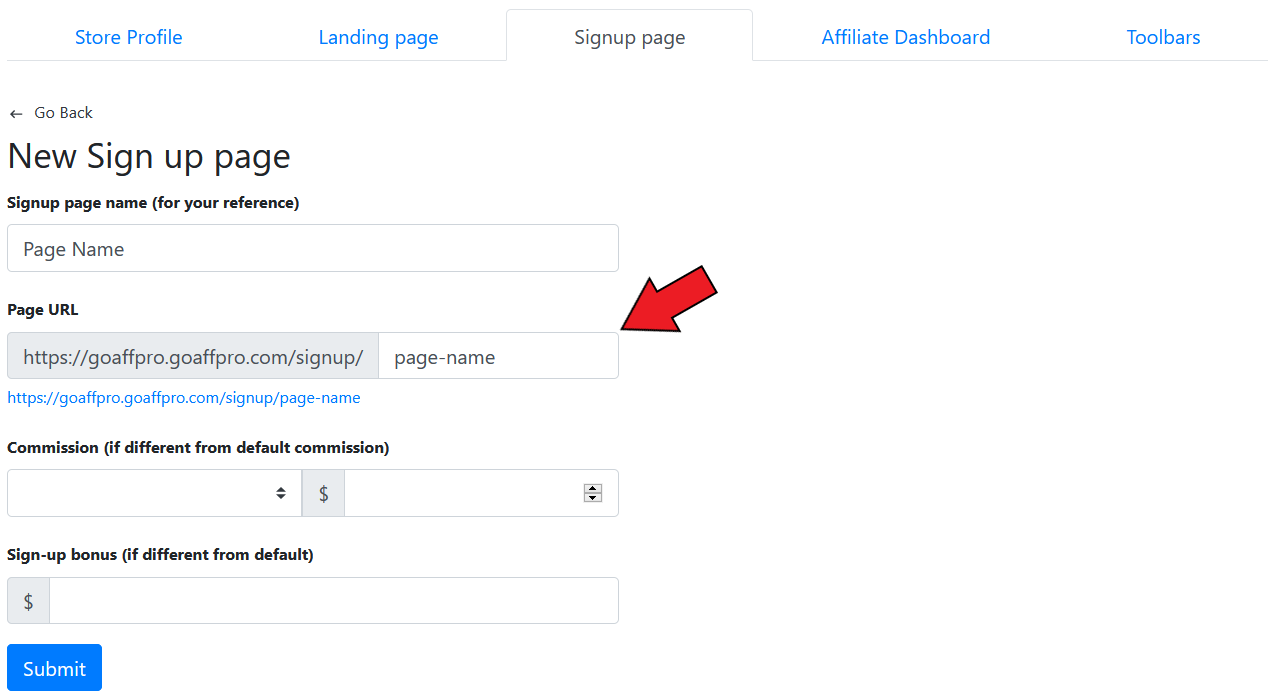 Store Profile Landing page Signup page Affiliate Dashboard Toolbars
← Go Back
New Sign up page
Signup page name (for your reference)
Page Name
Page URL
https://goaffpro.goaffpro.com/signup/ page-name
https://goaffpro.goaffpro.com/signup/page-name
Commission (if different from default commission)
$
Sign-up bonus (if different from default)
$
Submit